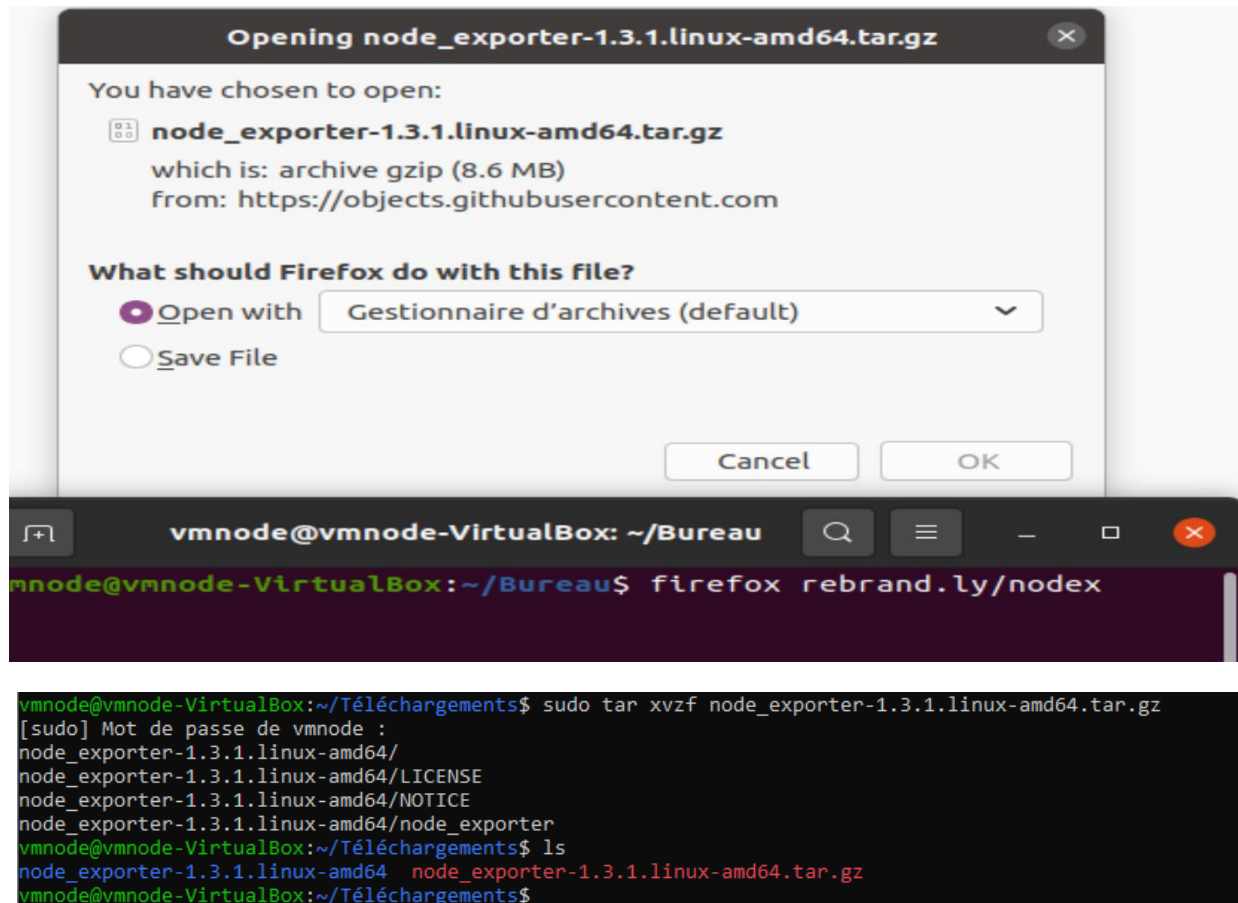 Opening node_exporter-1.3.1.linux-amd64.tar.gz
You have chosen to open:
node_exporter-1.3.1.linux-amd64.tar.gz
which is: archive gzip (8.6 MB)
from: https://objects.githubusercontent.com
What should Firefox do with this file?
Open with Gestionnaire d'archives (default)
Save File
Cancel OK
vmnode@vmnode-VirtualBox: ~/Bureau
mnode@vmnode-VirtualBox:~/Bureau$ firefox rebrand.ly/nodex
vmnode@vmnode-VirtualBox:~/Téléchargements$ sudo tar xvzf node_exporter-1.3.1.linux-amd64.tar.gz
[sudo] Mot de passe de vmnode :
node_exporter-1.3.1.linux-amd64/
node_exporter-1.3.1.linux-amd64/LICENSE
node_exporter-1.3.1.linux-amd64/NOTICE
node_exporter-1.3.1.linux-amd64/node_exporter
vmnode@vmnode-VirtualBox:~/Téléchargements$ ls
node_exporter-1.3.1.linux-amd64 node_exporter-1.3.1.linux-amd64.tar.gz
vmnode@vmnode-VirtualBox:~/Téléchargements$